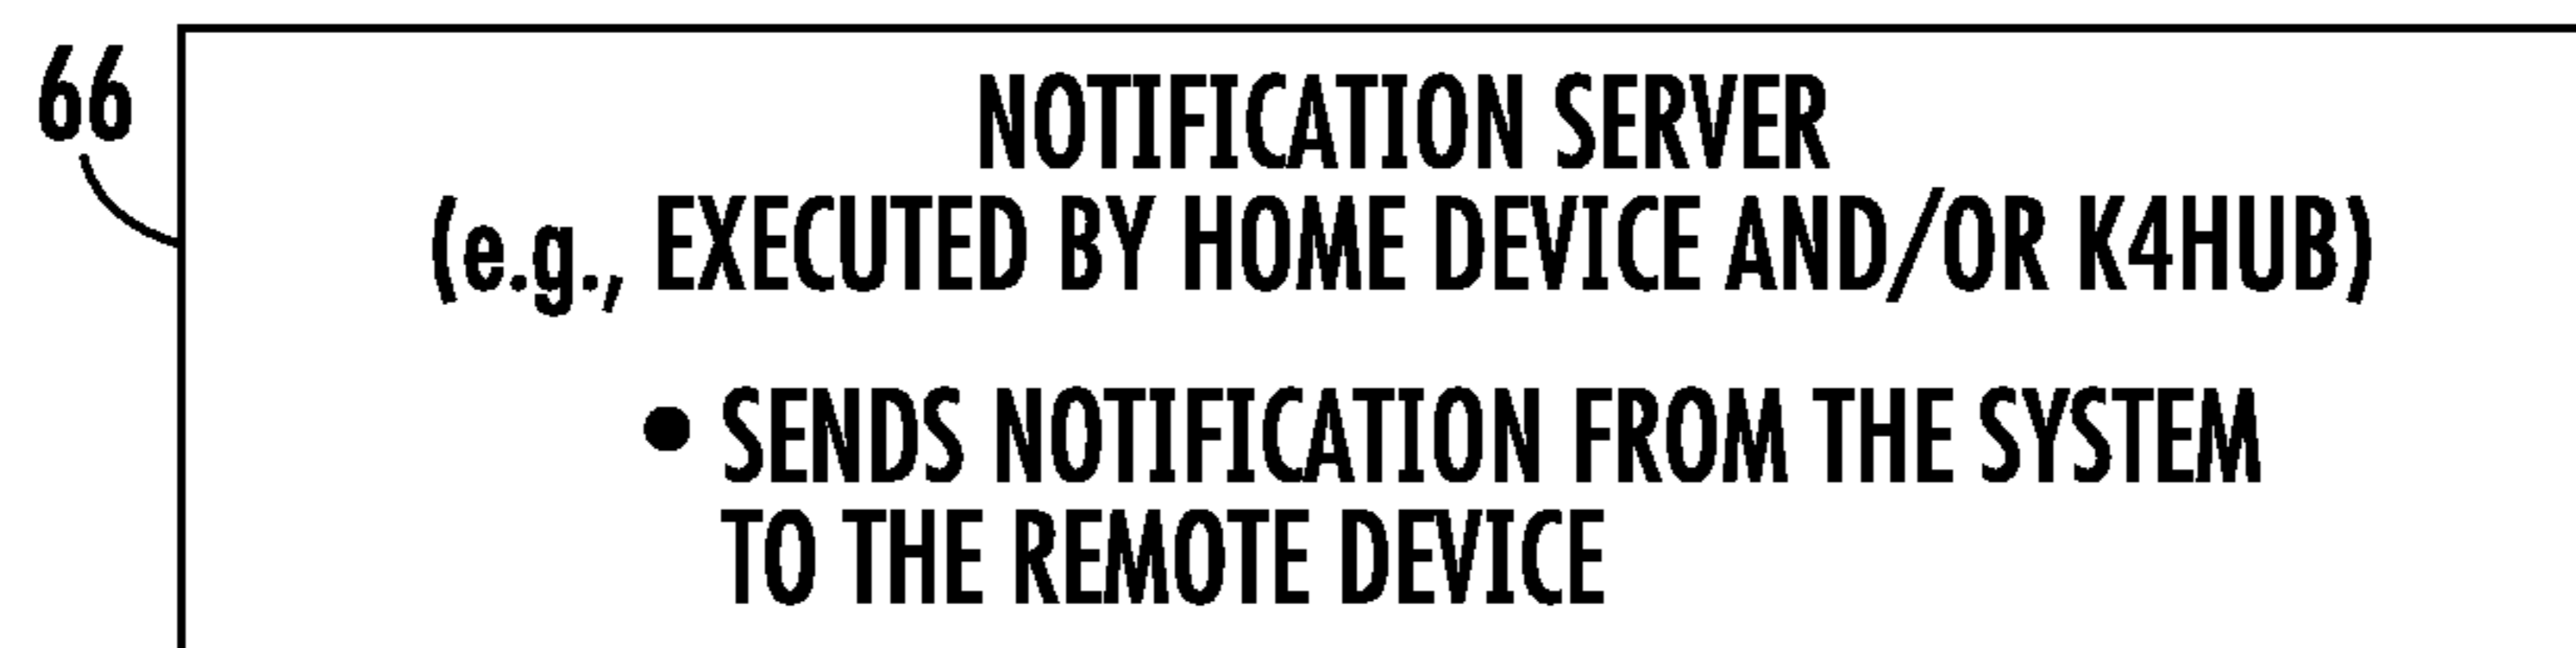 66
NOTIFICATION SERVER
(e.g., EXECUTED BY HOME DEVICE AND/OR K4HUB)
• SENDS NOTIFICATION FROM THE SYSTEM
TO THE REMOTE DEVICE